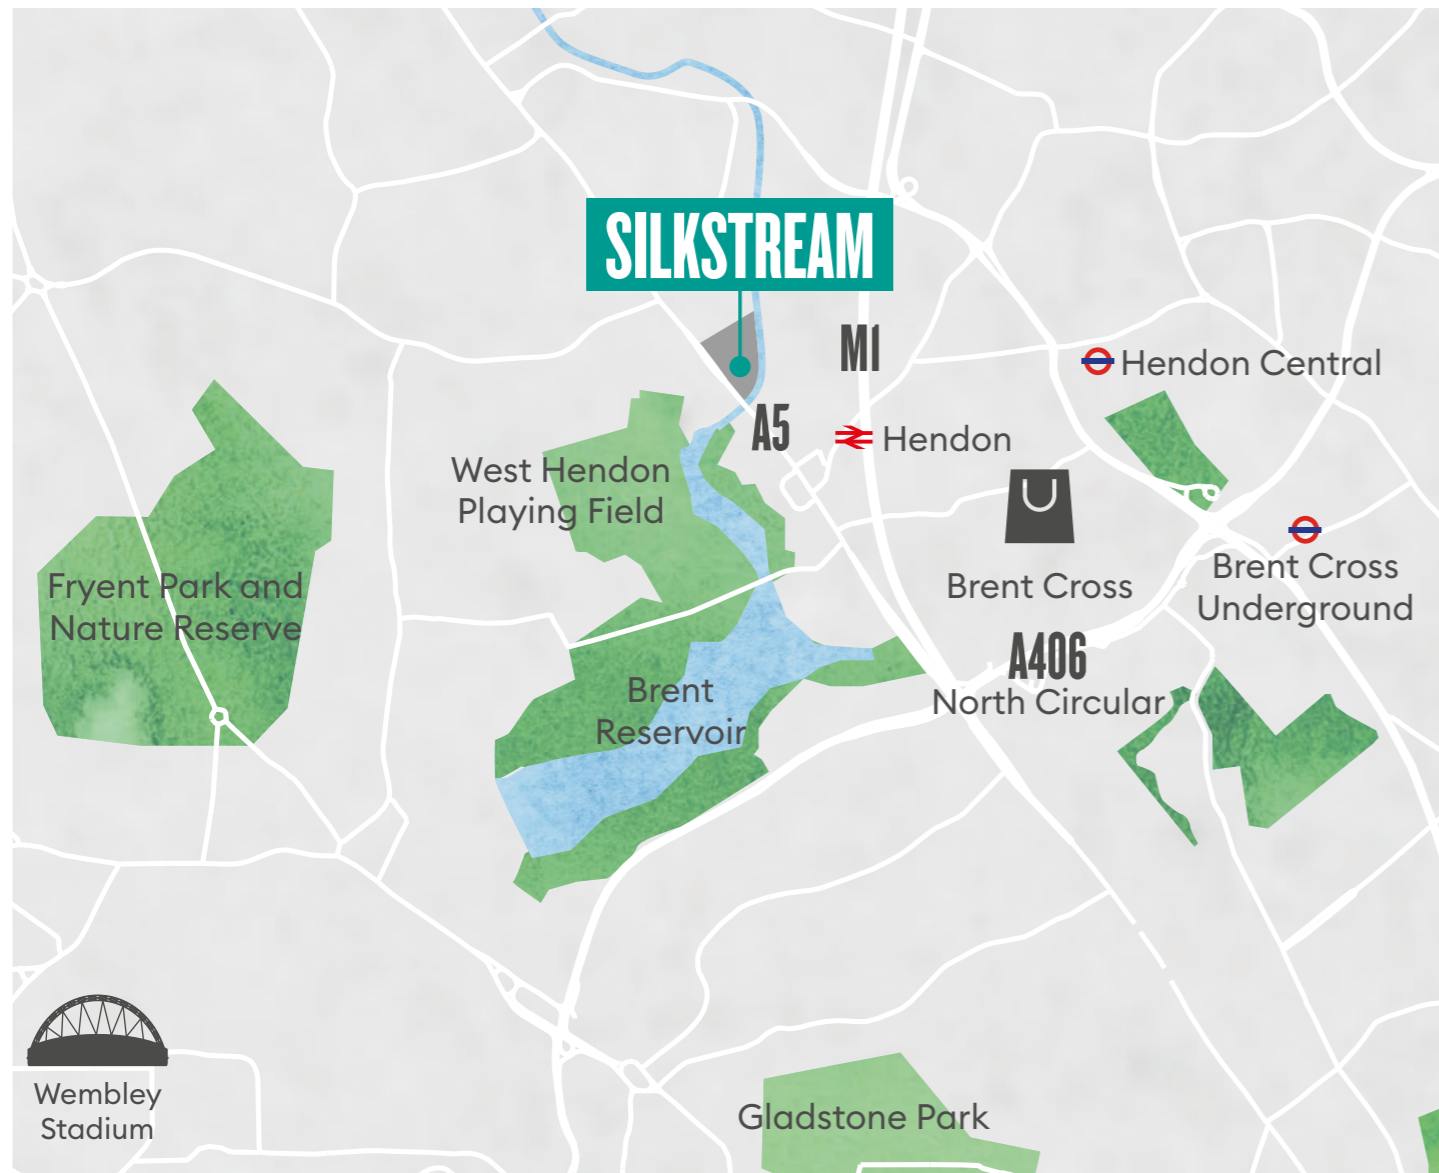 SILKSTREAM
M1
Hendon Central
A5
Hendon
West Hendon
Playing Field
Fryent Park and
Nature Reserve
Brent Cross
Brent Cross
Underground
A406
North Circular
Brent
Reservoir
Wembley
Stadium
Gladstone Park